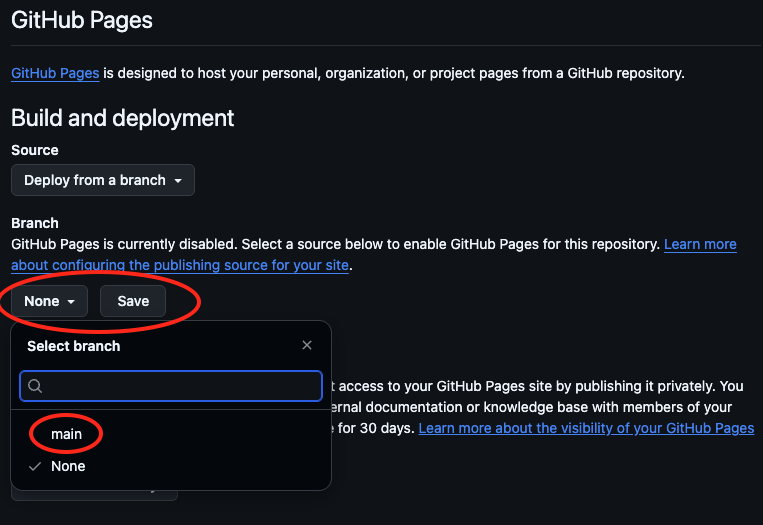 GitHub Pages
GitHub Pages is designed to host your personal, organization, or project pages from a GitHub repository.
Build and deployment
Source
Deploy from a branch
Branch
GitHub Pages is currently disabled. Select a source below to enable GitHub Pages for this repository. Learn more
about configuring the publishing source for your site.
None
Save
Select branch
access to your GitHub Pages site by publishing it privately. You
documentation or knowledge base with members of your
main
for 30 days. Learn more about the visibility of your GitHub Pages
None